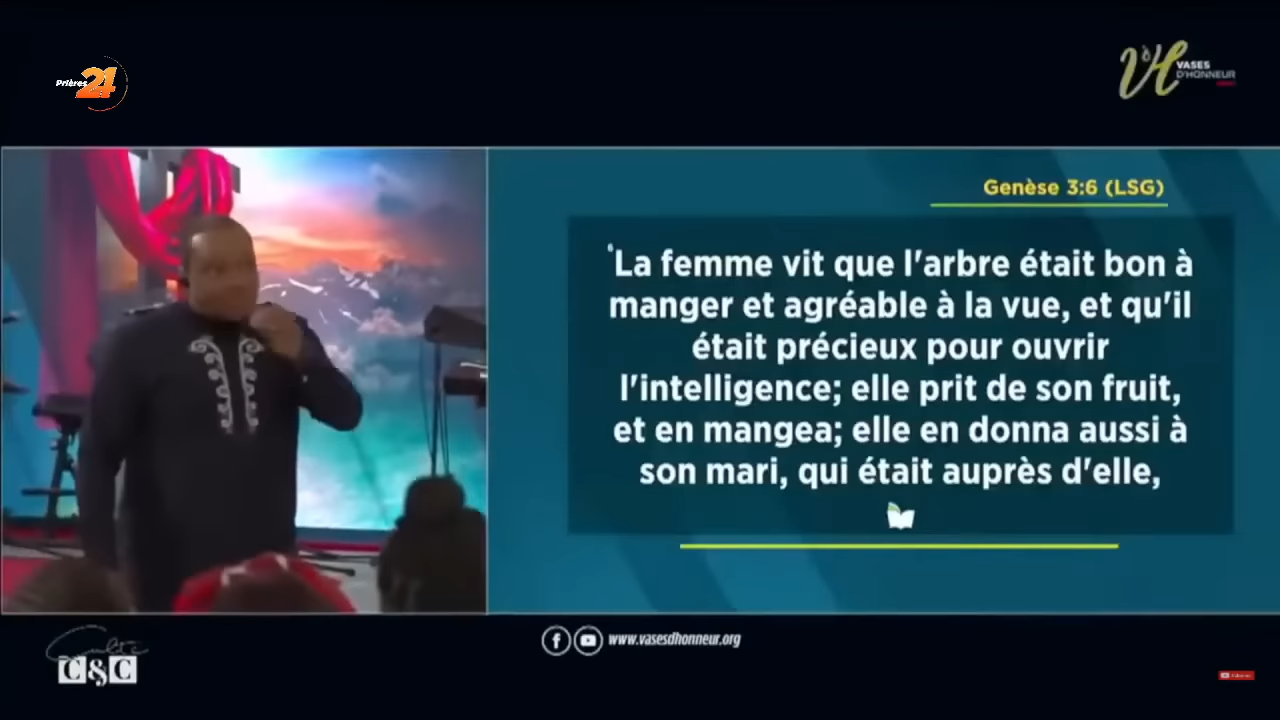 Prières 24
VASES
D'HONNEUR
Genèse 3:6 (LSG)
La femme vit que l'arbre était bon à
manger et agréable à la vue, et qu'il
était précieux pour ouvrir
l'intelligence; elle prit de son fruit,
et en mangea; elle en donna aussi à
son mari, qui était auprès d'elle,
www.vasesdhonneur.org
Culte
C&C